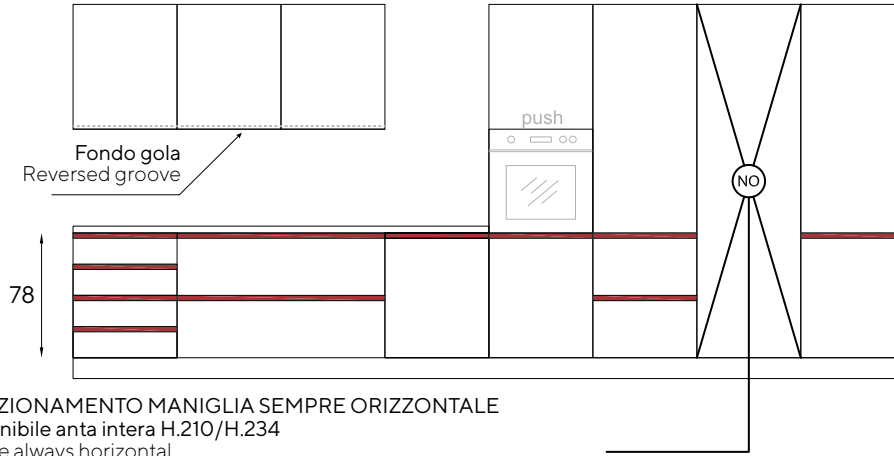 push
Fondo gola
Reversed groove
NO
78
ZIONAMENTO MANIGLIA SEMPRE ORIZZONTALE
nibile anta intera H.210/H.234
e always horizontal